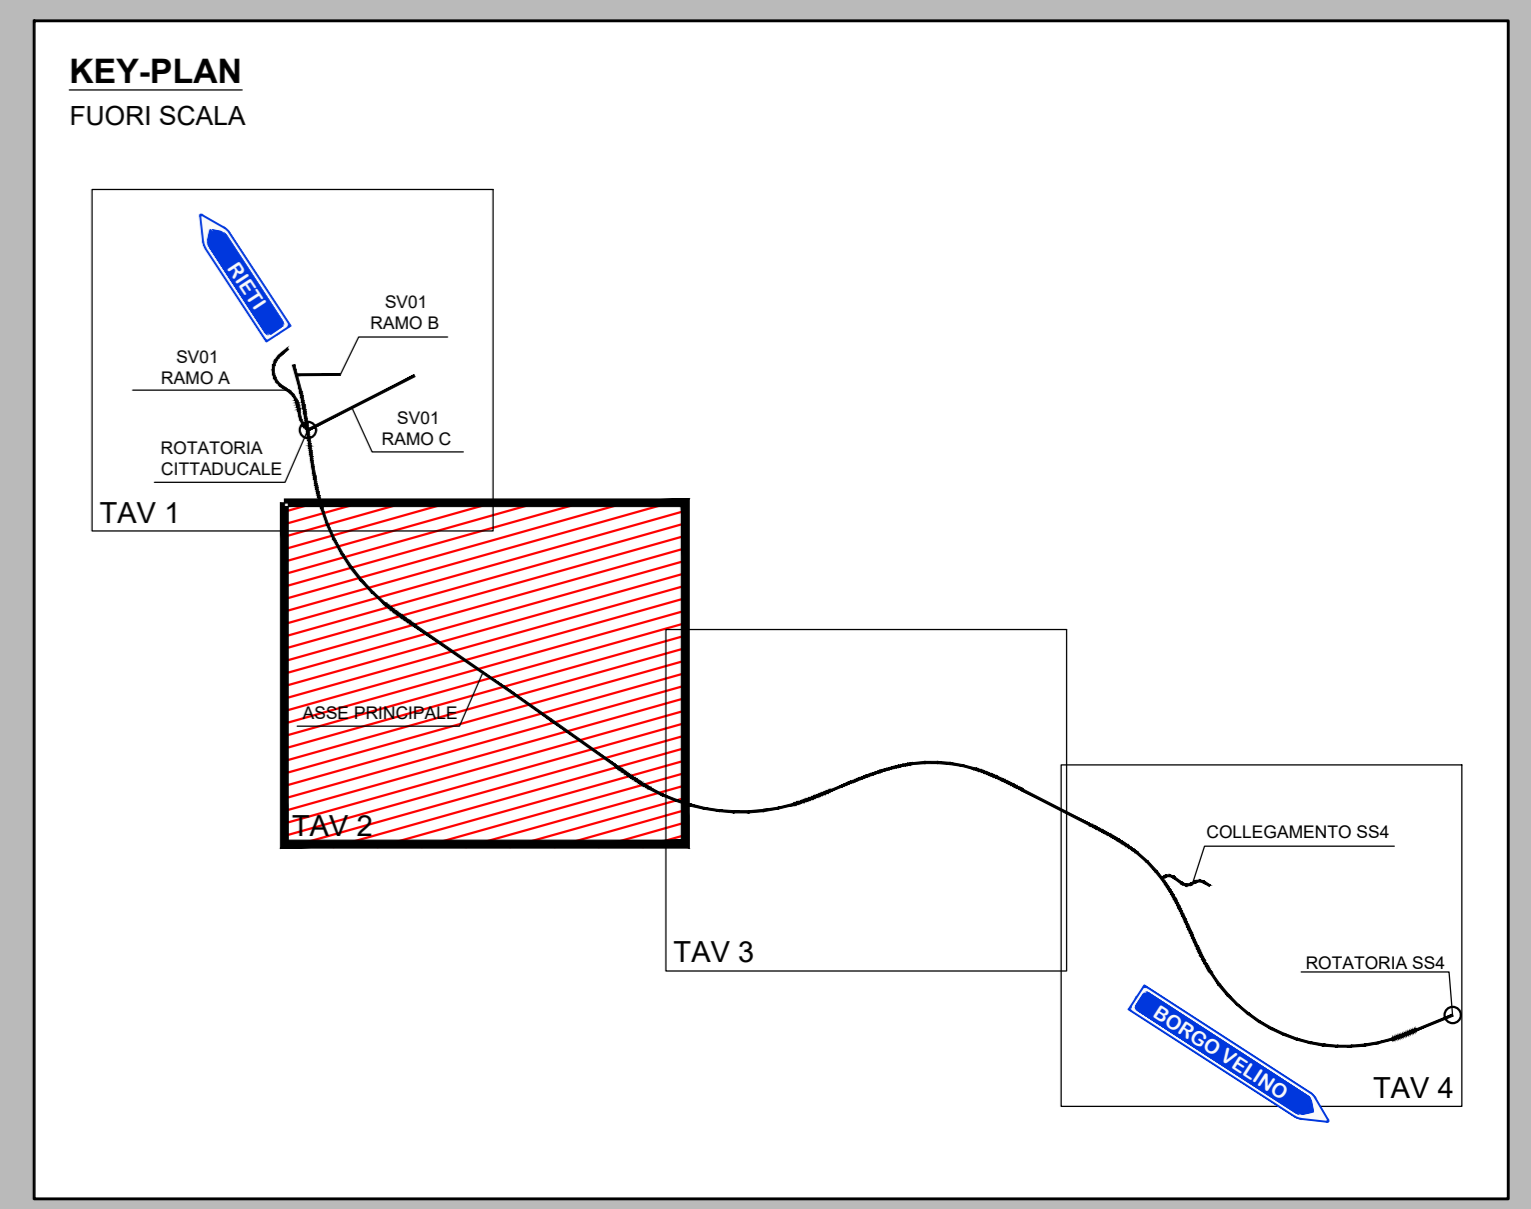 KEY-PLAN
FUORI SCALA
RIETI
SV01
RAMO B
SV01
RAMO A
SV01
RAMO C
ROTATORIA
CITTADUCALE
TAV 1
ASSE PRINCIPALE
TAV 2
TAV 3
COLLEGAMENTO SS4
ROTATORIA SS4
BORGO VELINO
TAV 4